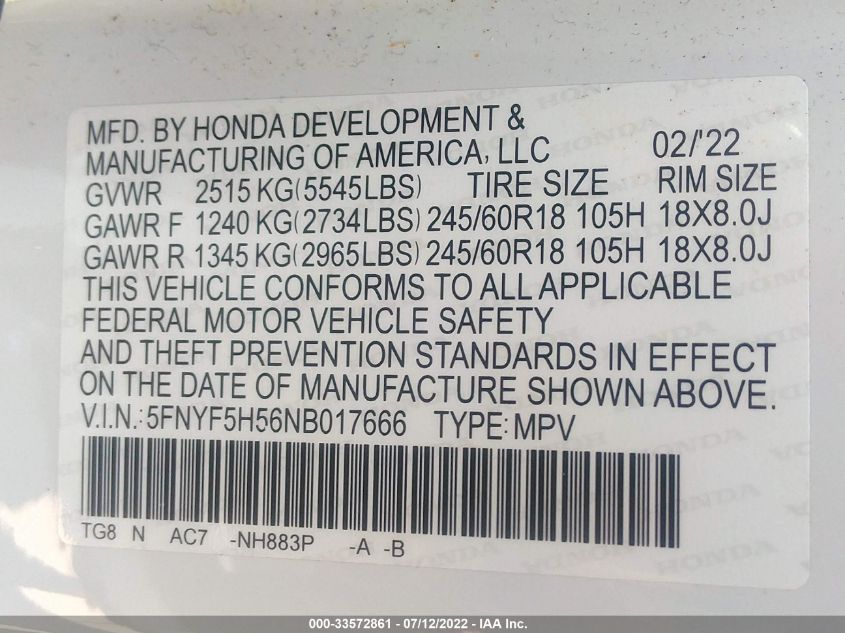 MFD. BY HONDA DEVELOPMENT &
MANUFACTURING OF AMERICA, LLC 02/'22
GVWR 2515 KG(5545LBS) TIRE SIZE RIM SIZE
GAWR F 1240 KG(2734LBS) 245/60R18 105H 18X8.0J
GAWR R 1345 KG(2965LBS) 245/60R18 105H 18X8.0J
THIS VEHICLE CONFORMS TO ALL APPLICABLE
FEDERAL MOTOR VEHICLE SAFETY
AND THEFT PREVENTION STANDARDS IN EFFECT
ON THE DATE OF MANUFACTURE SHOWN ABOVE.
V.I.N.: 5FNYF5H56NB017666 TYPE: MPV
TG8 N AC7 -NH883P -A -B
000-33572861 - 07/12/2022 - IAA Inc.